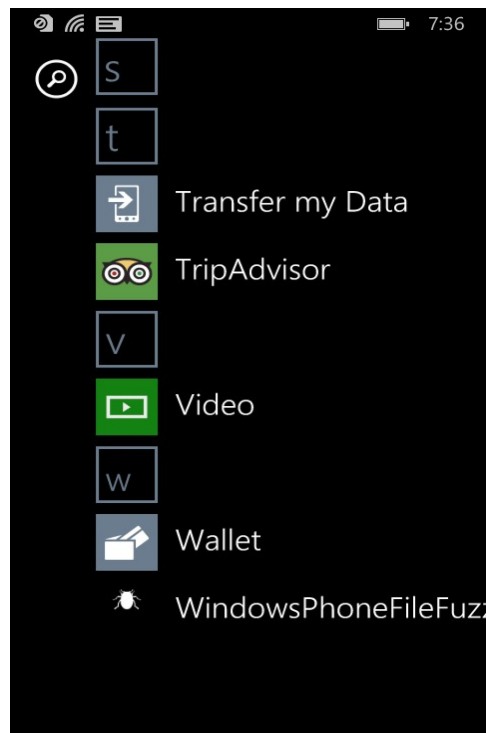 7:36
s
t
Transfer my Data
TripAdvisor
v
Video
w
Wallet
WindowsPhoneFileFuzz